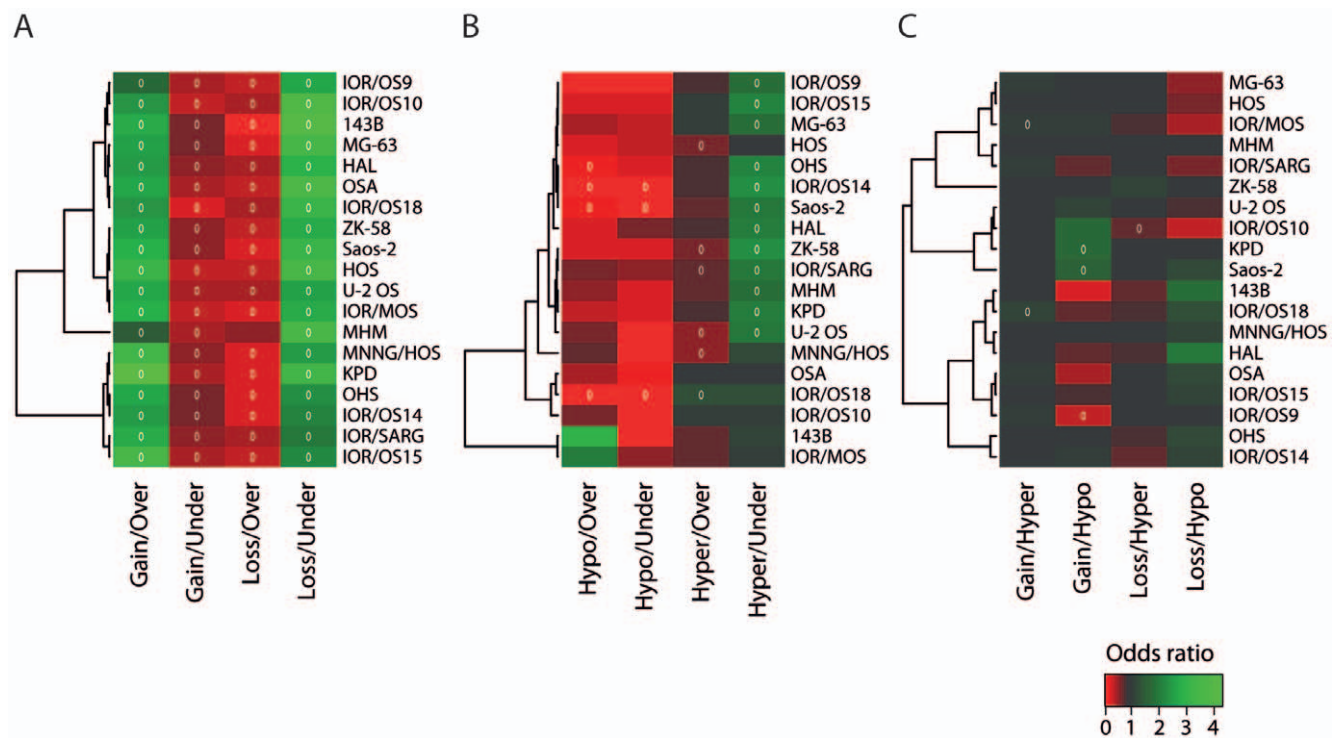 A
B
C
IOR/OS9
IOR/OS10
143B
MG-63
HAL
OSA
IOR/OS18
ZK-58
Saos-2
HOS
U-2 OS
IOR/MOS
MHM
MNNG/HOS
KPD
OHS
IOR/OS14
IOR/SARG
IOR/OS15
Gain/Over
Gain/Under
Loss/Over
Loss/Under
IOR/OS9
IOR/OS15
MG-63
HOS
OHS
IOR/OS14
Saos-2
HAL
ZK-58
IOR/SARG
MHM
KPD
U-2 OS
MNNG/HOS
OSA
IOR/OS18
IOR/OS10
143B
IOR/MOS
Hypo/Over
Hypo/Under
Hyper/Over
Hyper/Under
MG-63
HOS
IOR/MOS
MHM
IOR/SARG
ZK-58
U-2 OS
IOR/OS10
KPD
Saos-2
143B
IOR/OS18
MNNG/HOS
HAL
OSA
IOR/OS15
IOR/OS9
OHS
IOR/OS14
Gain/Hyper
Gain/Hypo
Loss/Hyper
Loss/Hypo
Odds ratio
0 1 2 3 4